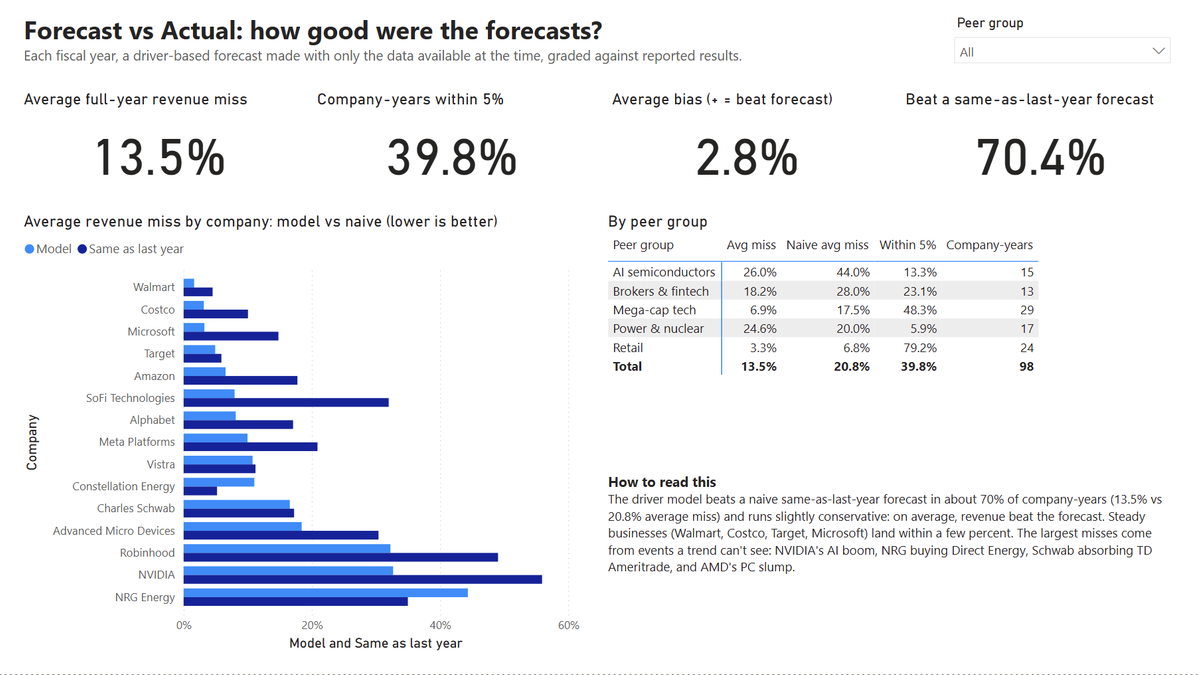 Forecast vs Actual: how good were the forecasts?
Each fiscal year, a driver-based forecast made with only the data available at the time, graded against reported results.
Peer group
All
Average full-year revenue miss
Company-years within 5%
Average bias (+ = beat forecast)
Beat a same-as-last-year forecast
13.5%
39.8%
2.8%
70.4%
Average revenue miss by company: model vs naive (lower is better)
Model Same as last year
Company
Walmart
Costco
Microsoft
Target
Amazon
SoFi Technologies
Alphabet
Meta Platforms
Vistra
Constellation Energy
Charles Schwab
Advanced Micro Devices
Robinhood
NVIDIA
NRG Energy
0% 20% 40% 60%
Model and Same as last year
By peer group
Peer group Avg miss Naive avg miss Within 5% Company-years
AI semiconductors 26.0% 44.0% 13.3% 15
Brokers & fintech 18.2% 28.0% 23.1% 13
Mega-cap tech 6.9% 17.5% 48.3% 29
Power & nuclear 24.6% 20.0% 5.9% 17
Retail 3.3% 6.8% 79.2% 24
Total 13.5% 20.8% 39.8% 98
How to read this
The driver model beats a naive same-as-last-year forecast in about 70% of company-years (13.5% vs
20.8% average miss) and runs slightly conservative: on average, revenue beat the forecast. Steady
businesses (Walmart, Costco, Target, Microsoft) land within a few percent. The largest misses come
from events a trend can't see: NVIDIA's AI boom, NRG buying Direct Energy, Schwab absorbing TD
Ameritrade, and AMD's PC slump.